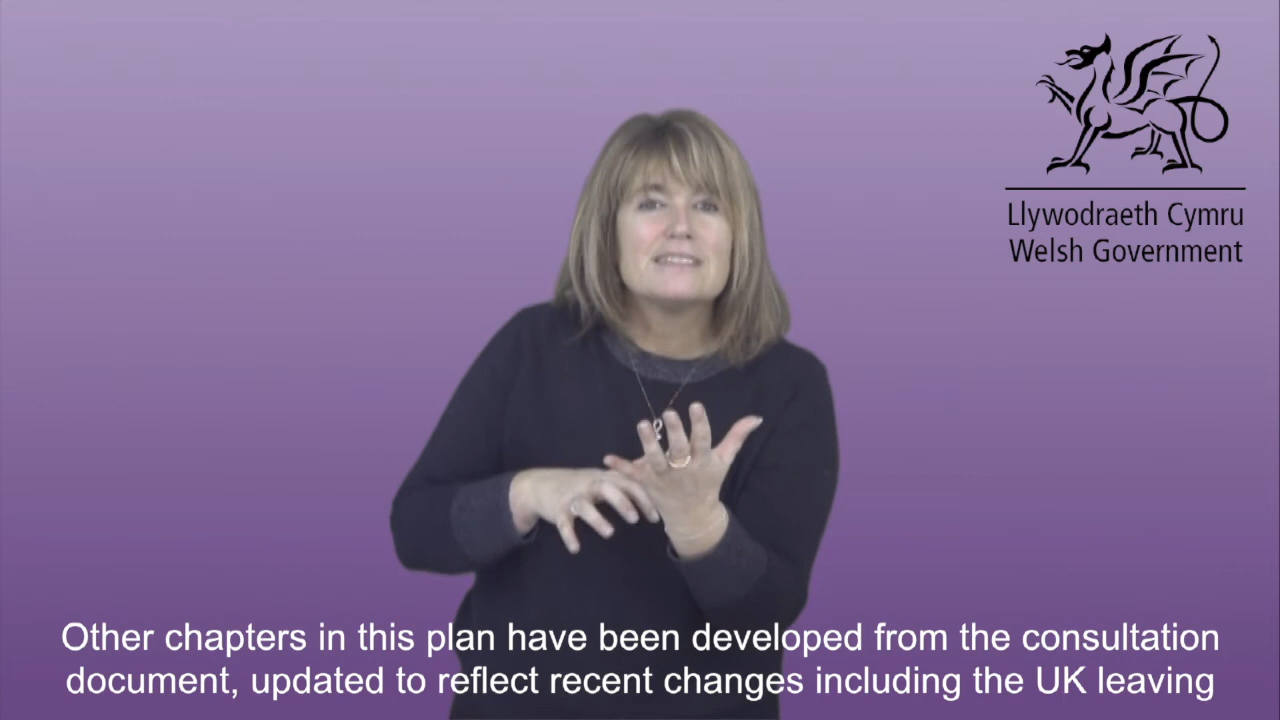 Llywodraeth Cymru
Welsh Government
Other chapters in this plan have been developed from the consultation
document, updated to reflect recent changes including the UK leaving